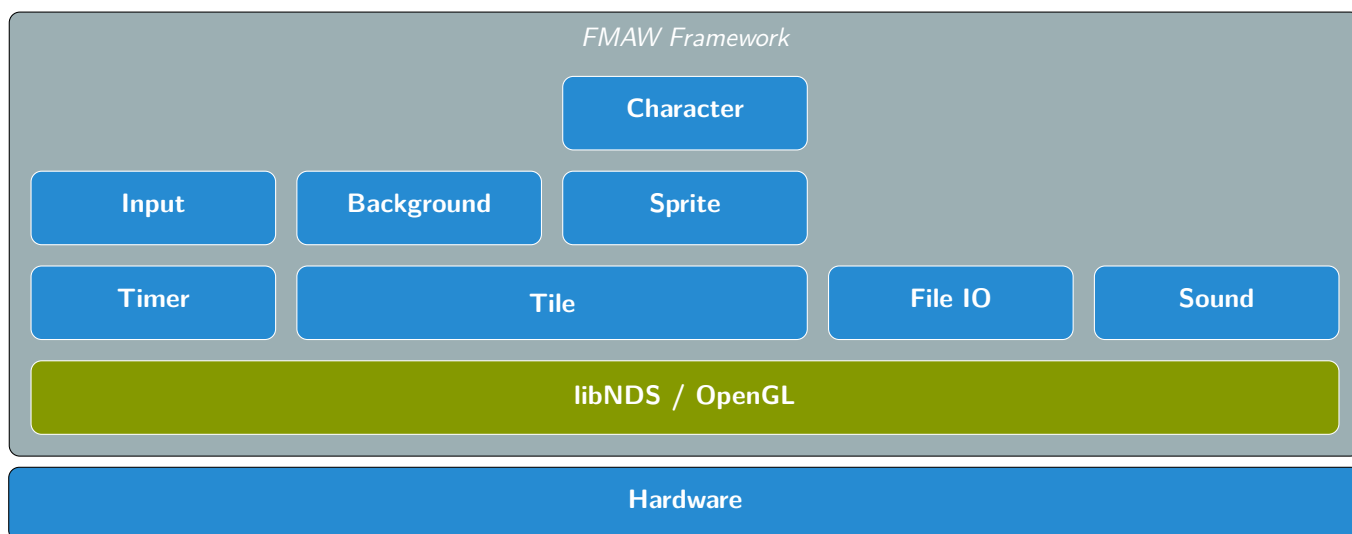 FMAW Framework
Character
Input
Background
Sprite
Timer
Tile
File IO
Sound
libNDS / OpenGL
Hardware